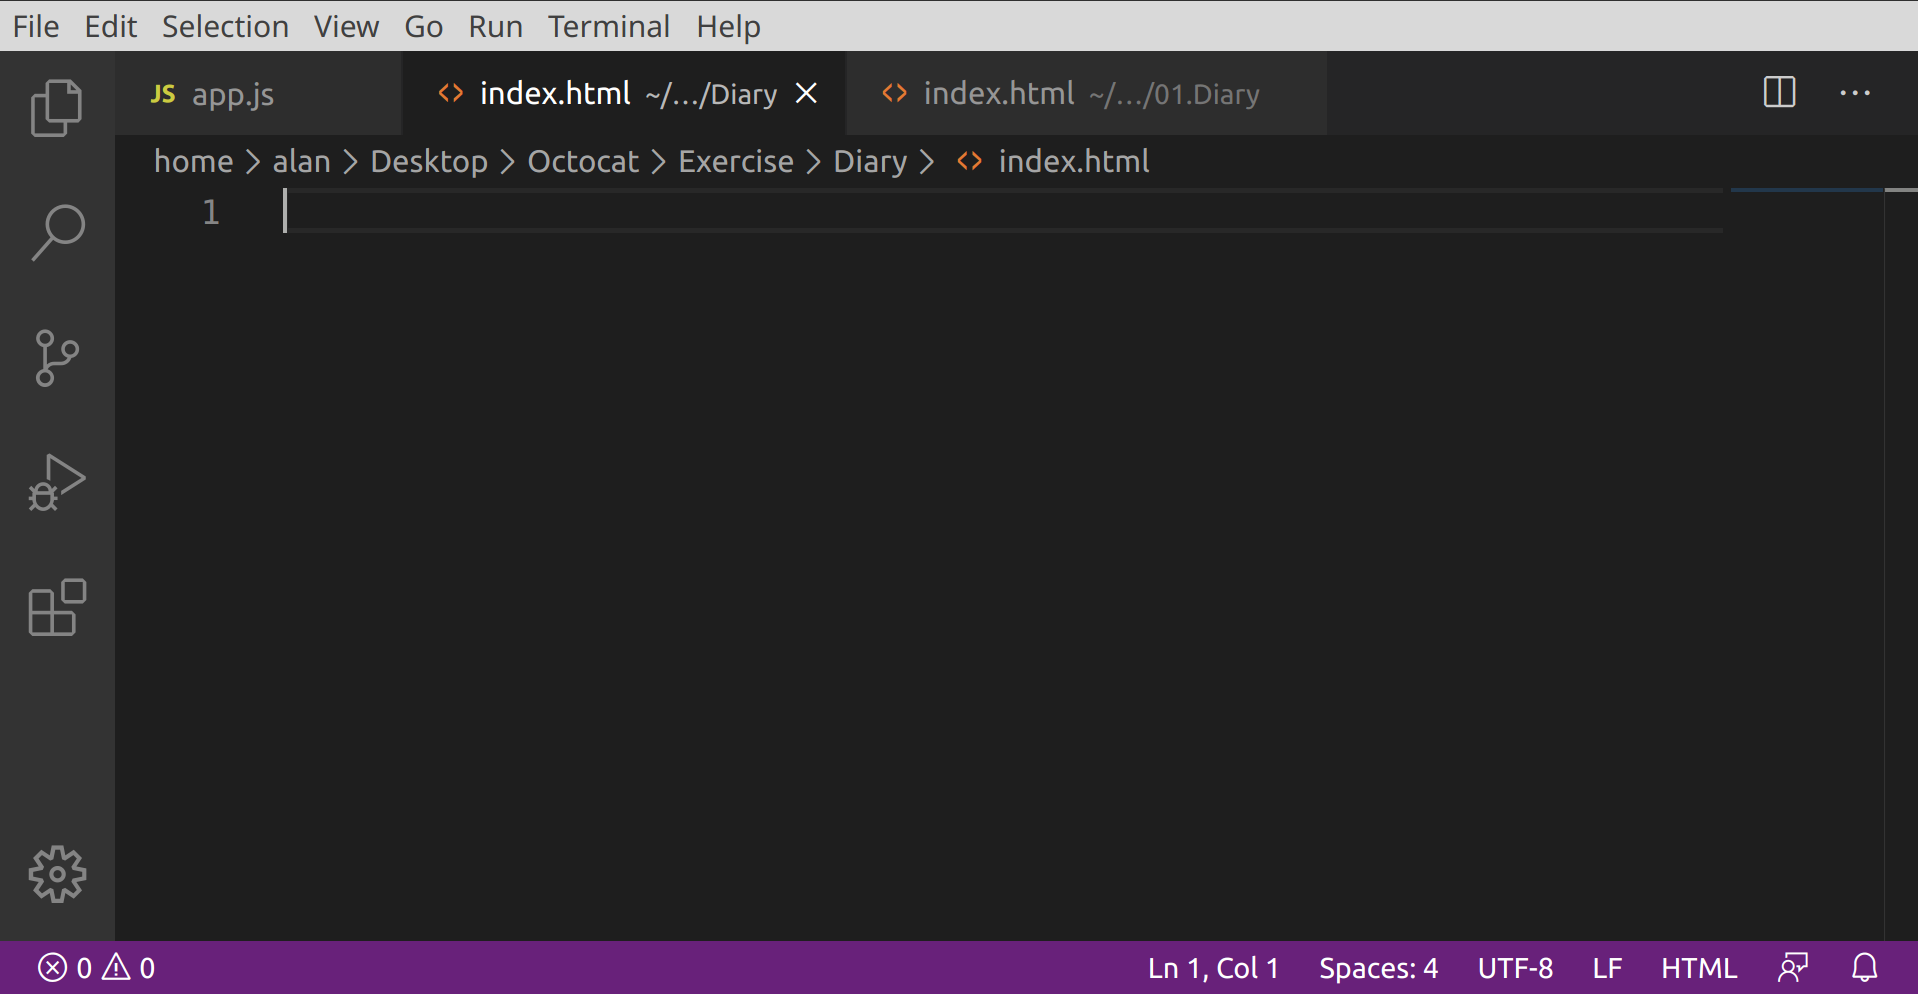 File Edit Selection View Go Run Terminal Help
JS app.js <> index.html ~/.../Diary × <> index.html ~/.../01.Diary ...
home > alan > Desktop > Octocat > Exercise > Diary > <> index.html
1
0 0 Ln 1, Col 1 Spaces: 4 UTF-8 LF HTML